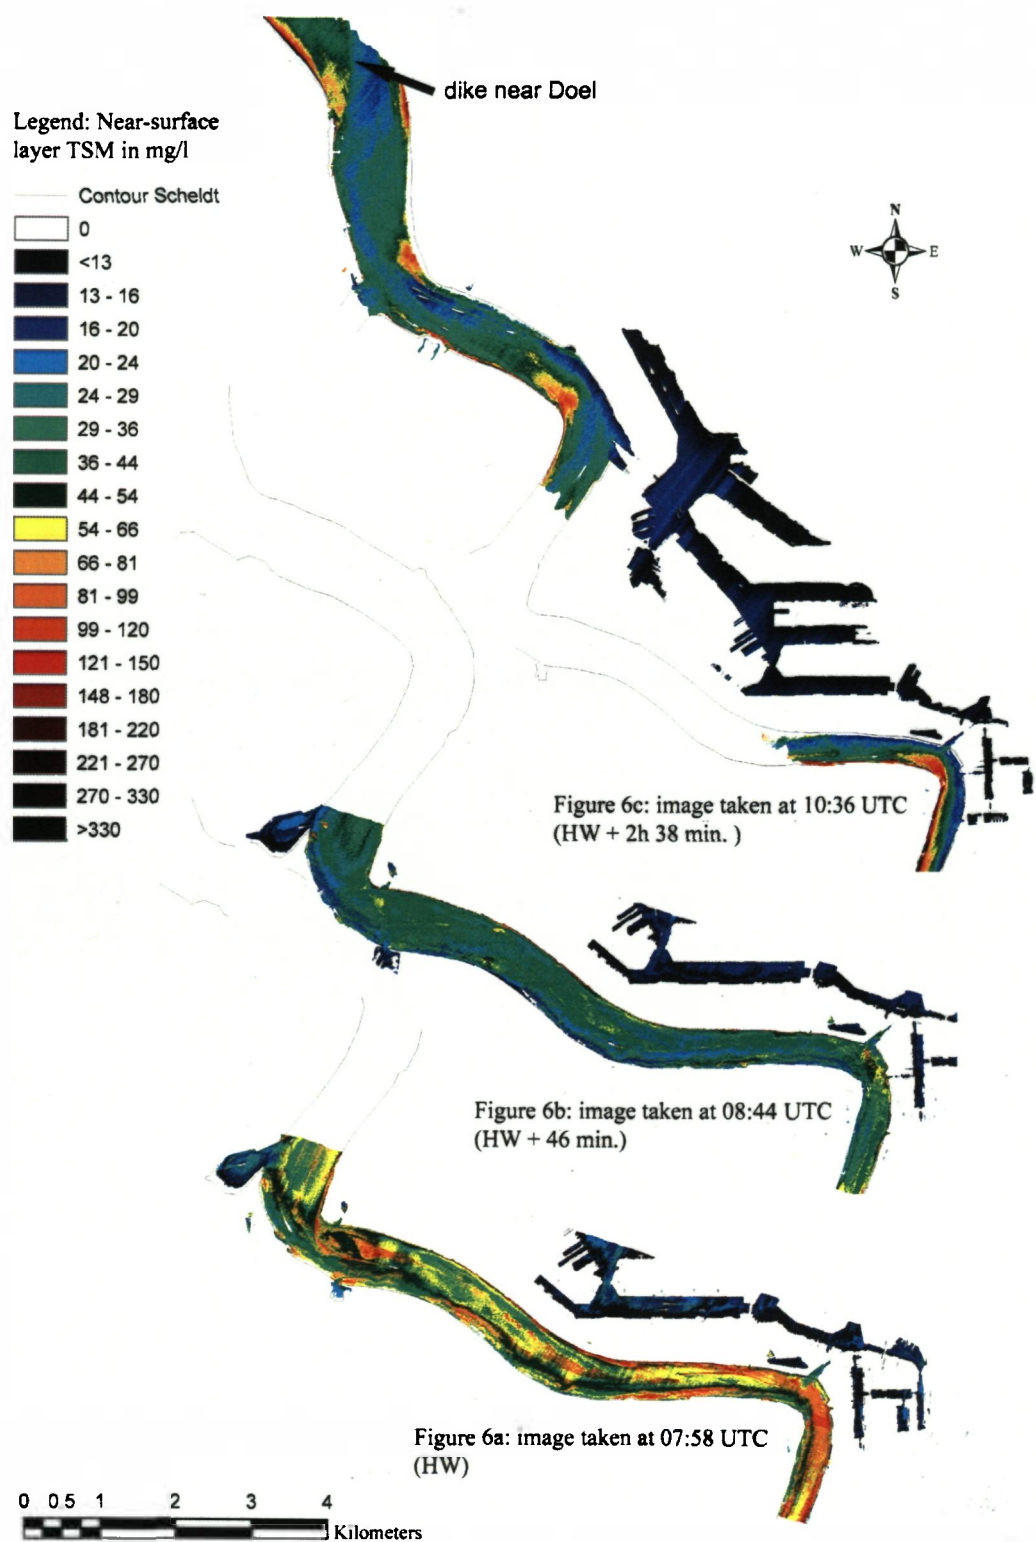 dike near Doel
Legend: Near-surface
layer TSM in mg/l
Contour Scheldt
0
<13
13 - 16
16 - 20
20 - 24
24 - 29
29 - 36
36 - 44
44 - 54
54 - 66
66 - 81
81 - 99
99 - 120
121 - 150
148 - 180
181 - 220
221 - 270
270 - 330
>330
N
W E
S
Figure 6c: image taken at 10:36 UTC
(HW + 2h 38 min. )
Figure 6b: image taken at 08:44 UTC
(HW + 46 min.)
Figure 6a: image taken at 07:58 UTC
(HW)
0 0 5 1 2 3 4
Kilometers